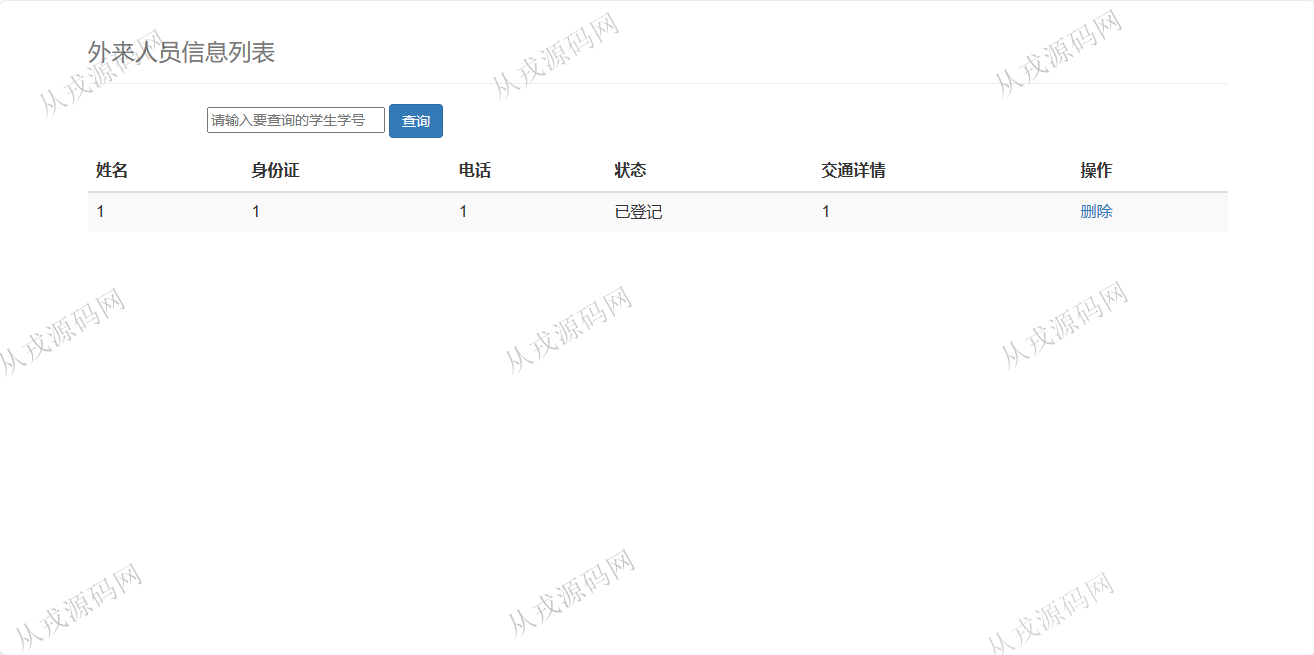 外来人员信息列表
请输入要查询的学生学号 查询
姓名 身份证 电话 状态 交通详情 操作
1 1 1 已登记 1 删除
从戎源码网
从戎源码网
从戎源码网
从戎源码网
从戎源码网
从戎源码网
从戎源码网
从戎源码网
从戎源码网